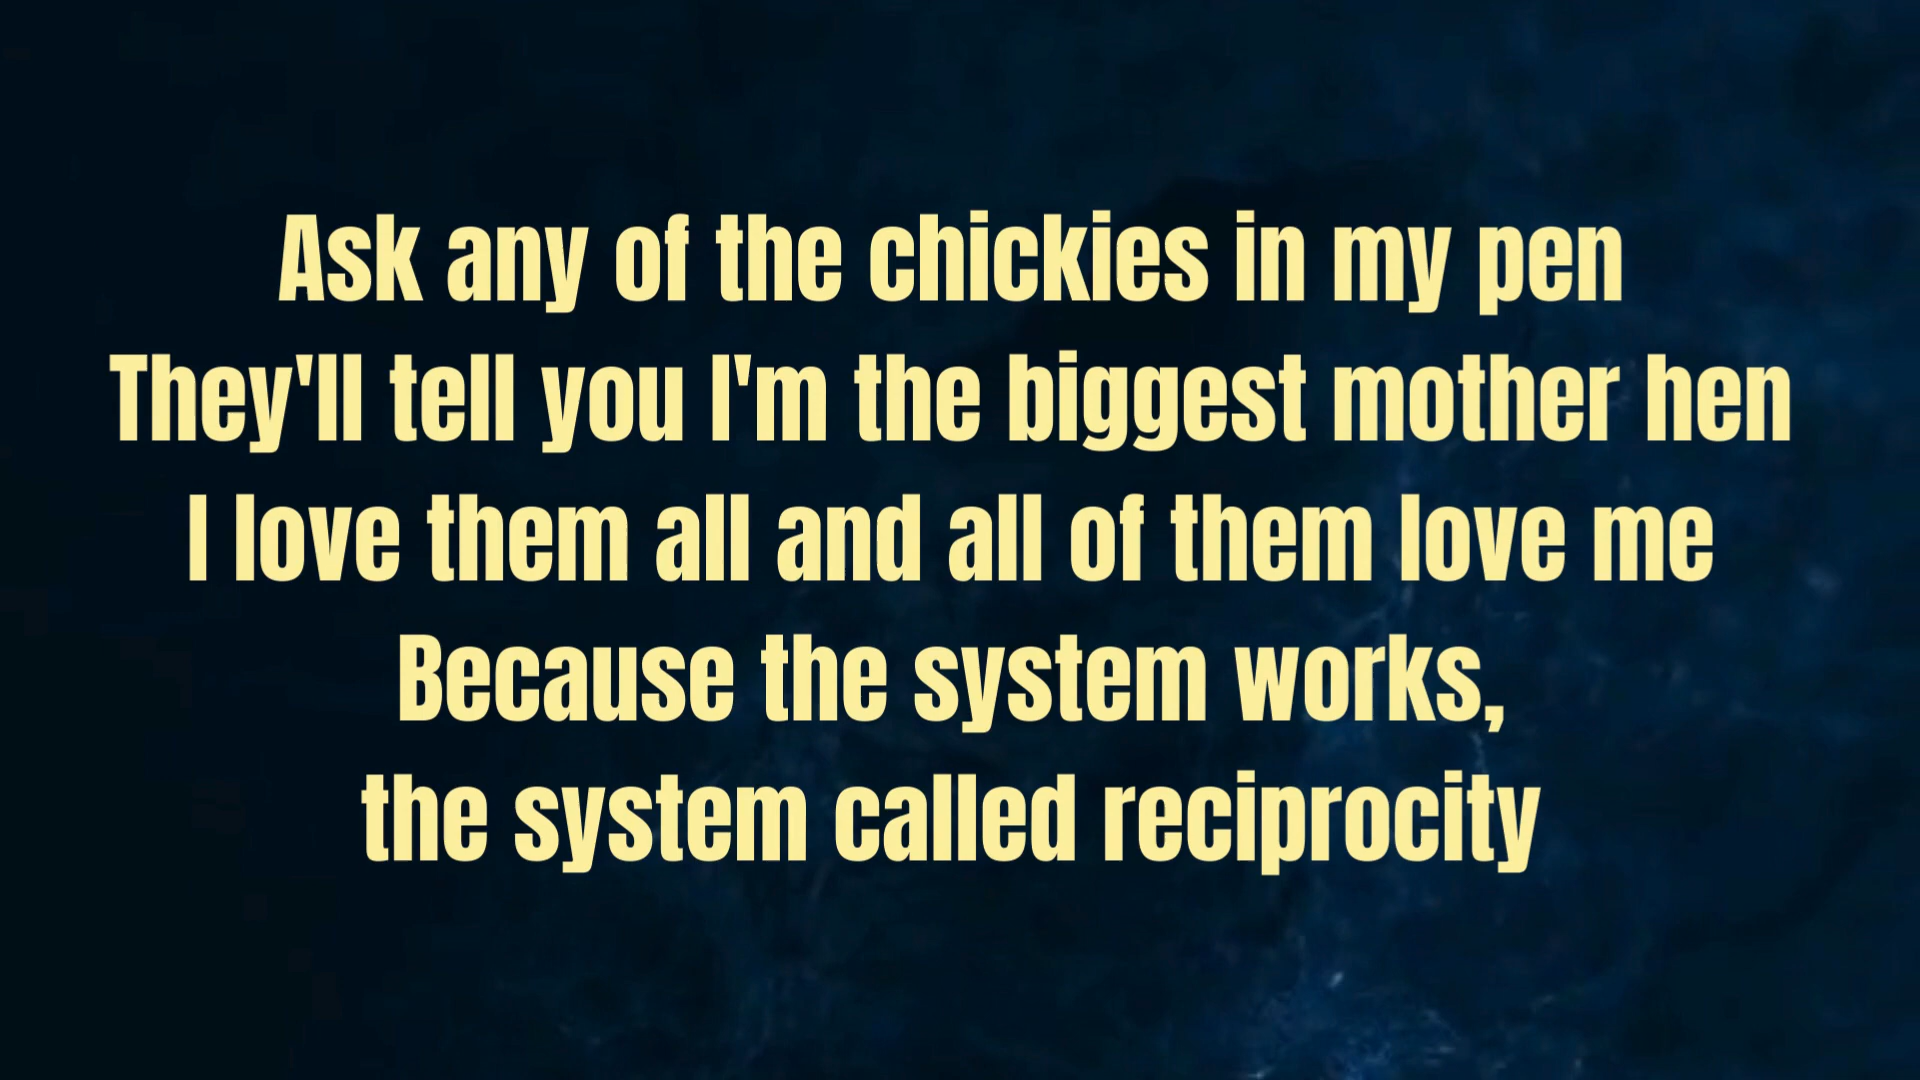 Ask any of the chickies in my pen
They'll tell you I'm the biggest mother hen
I love them all and all of them love me
Because the system works,
the system called reciprocity